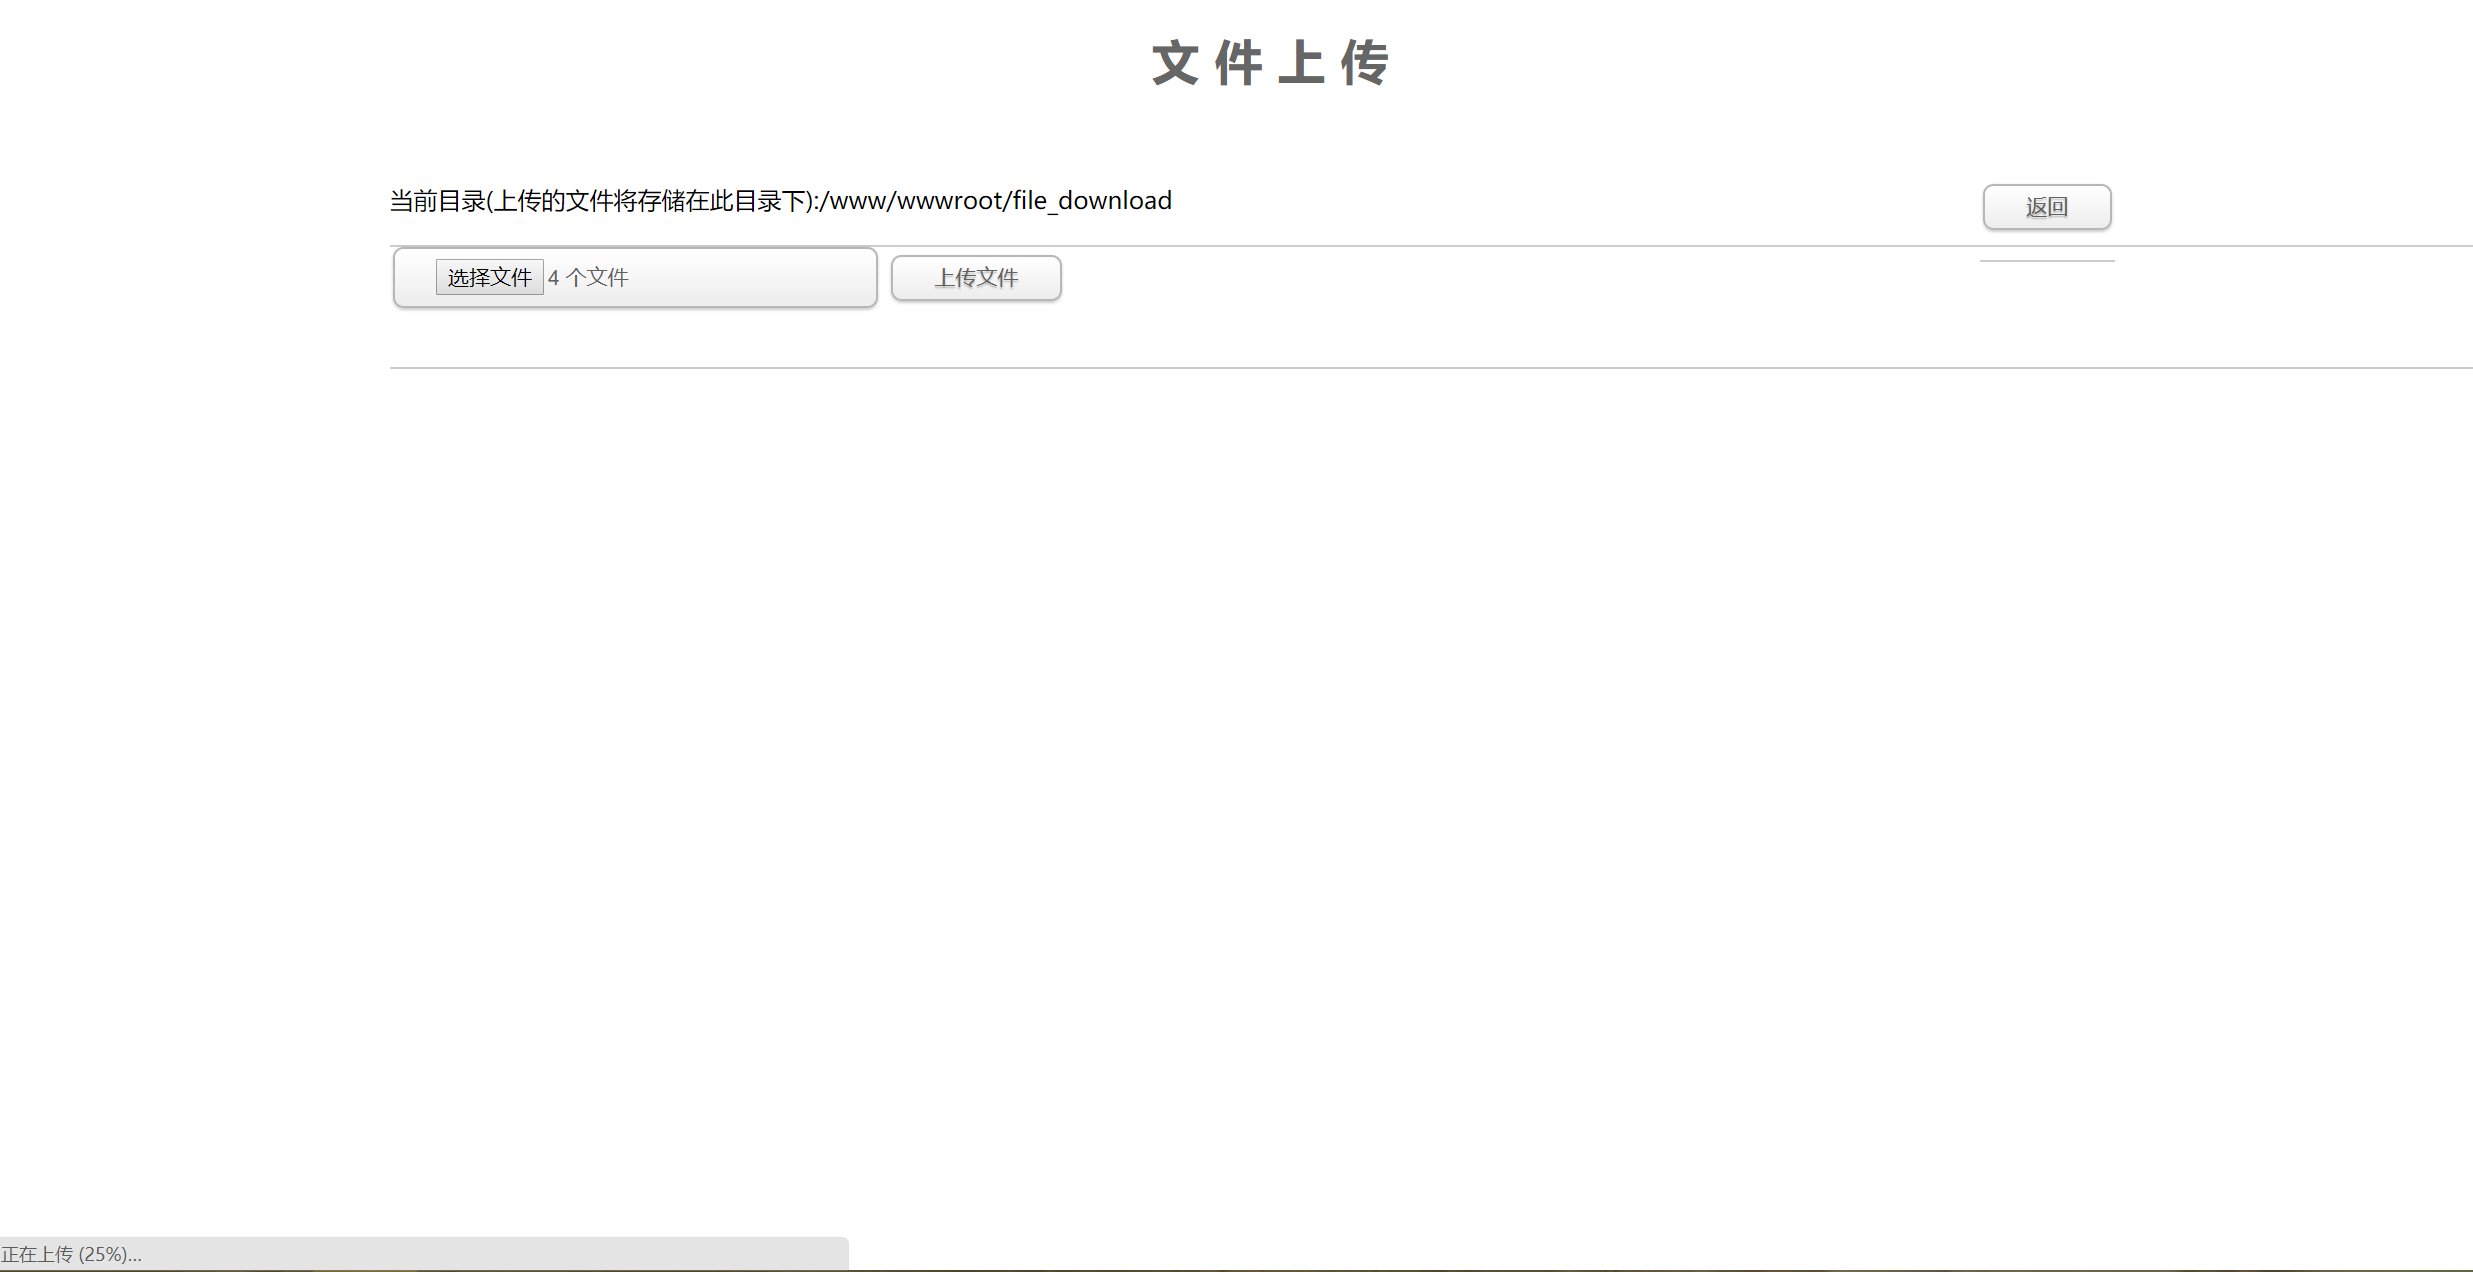 文件上传
当前目录(上传的文件将存储在此目录下):/www/wwwroot/file_download
返回
选择文件 4 个文件
上传文件
正在上传 (25%)...